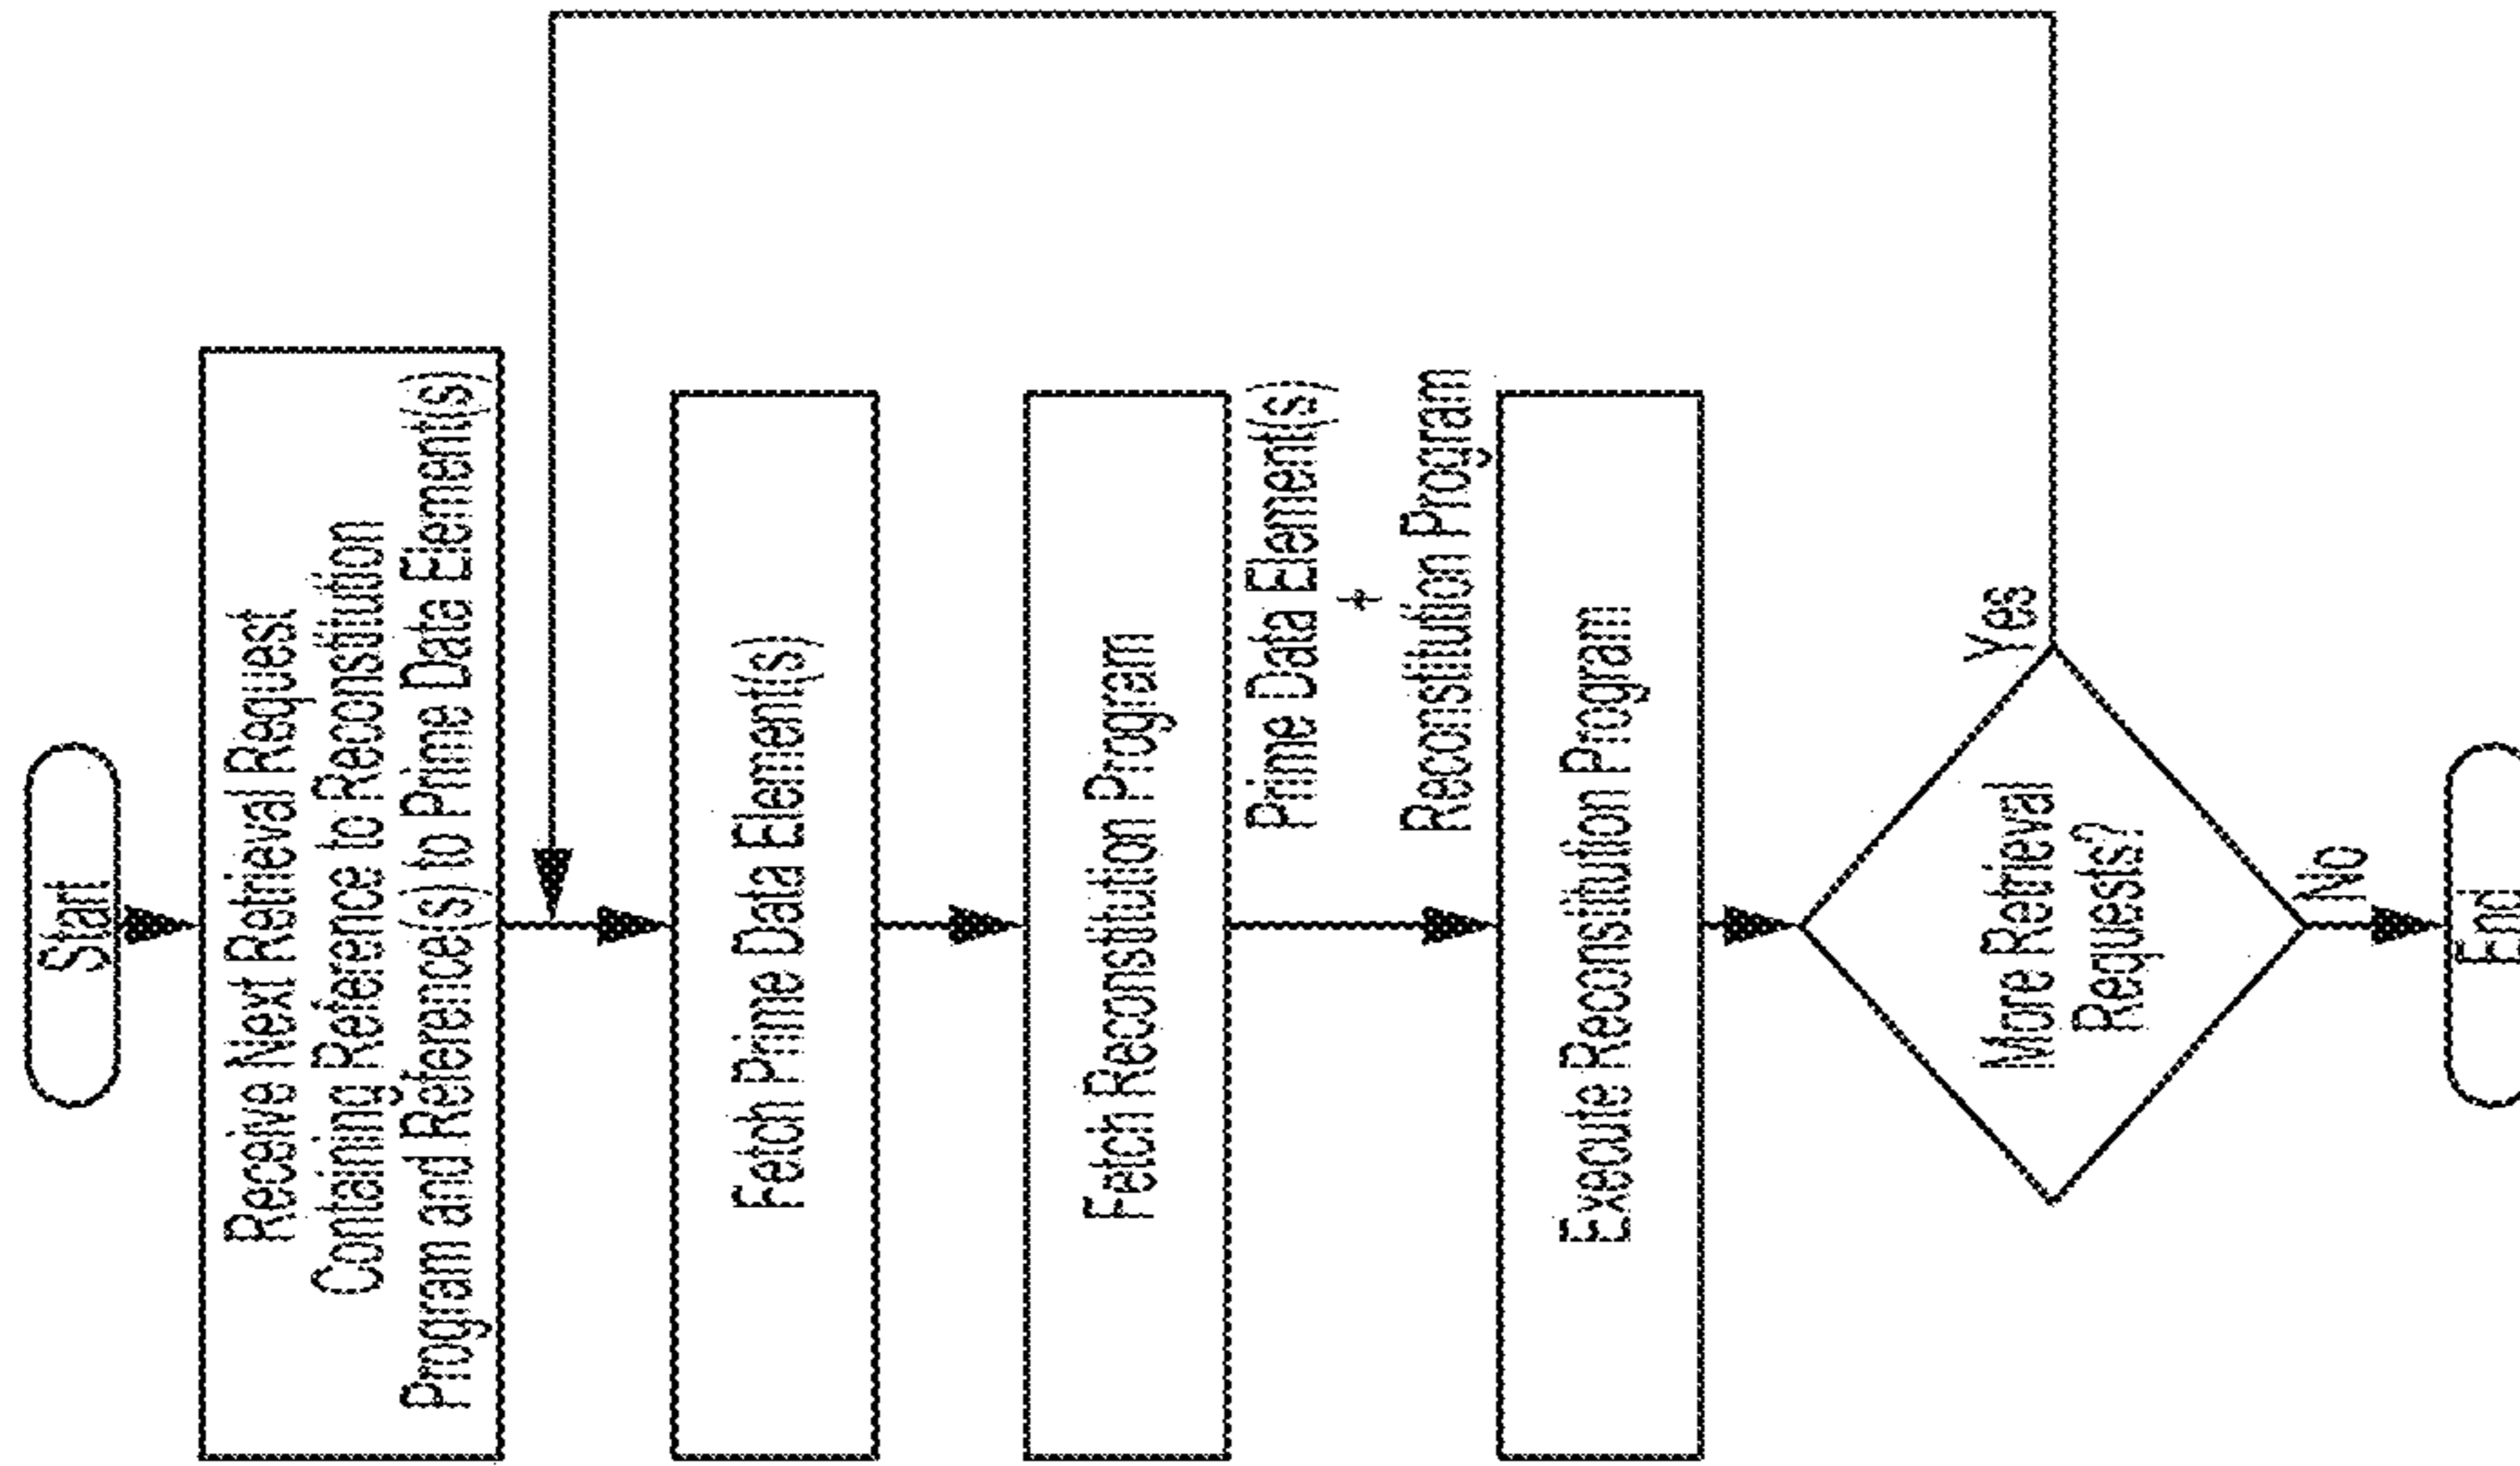 Start
Receive Next Retrieval Request
Containing Reference to Reconstitution
Program and Reference(s) to Prime Data Element(s)
Fetch Prime Data Element(s)
Fetch Reconstitution Program
Prime Data Element(s)
+
Reconstitution Program
Execute Reconstitution Program
More Retrieval
Requests?
Yes
No
End